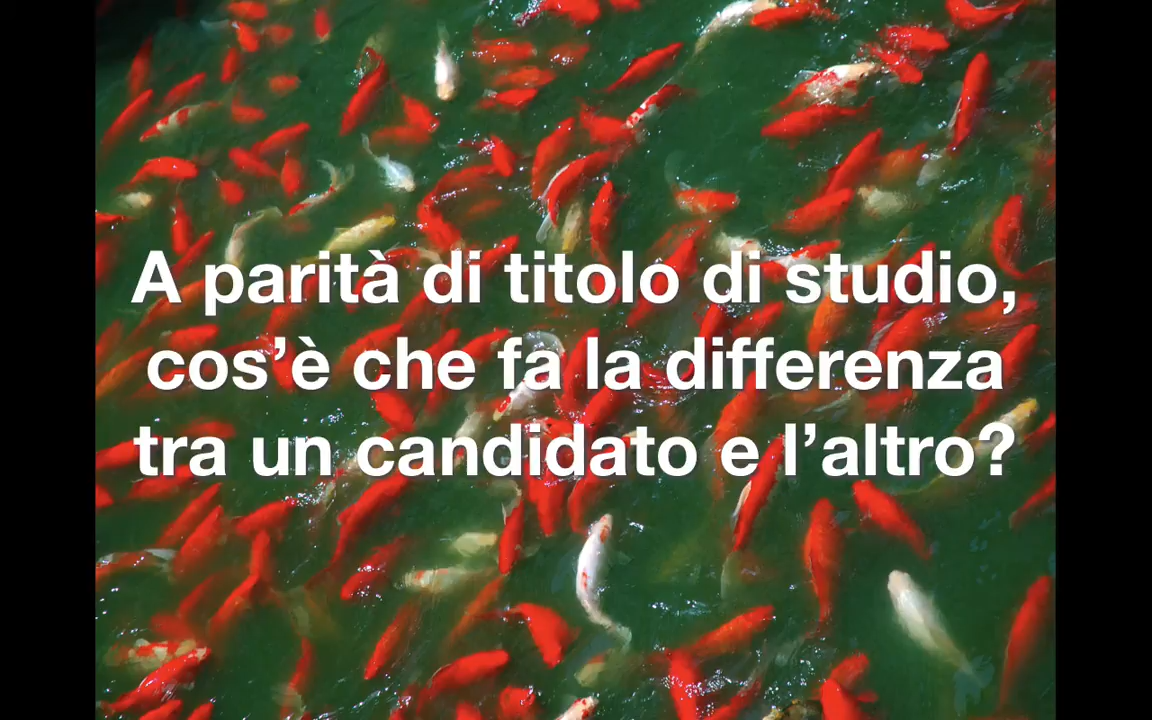 A parità di titolo di studio,
cos’è che fa la differenza
tra un candidato e l’altro?